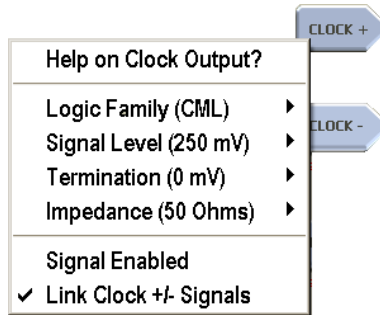 CLOCK +
Help on Clock Output?
Logic Family (CML)
CLOCK -
Signal Level (250 mV)
Termination (0 mV)
Impedance (50 Ohms)
Signal Enabled
✓ Link Clock +/- Signals